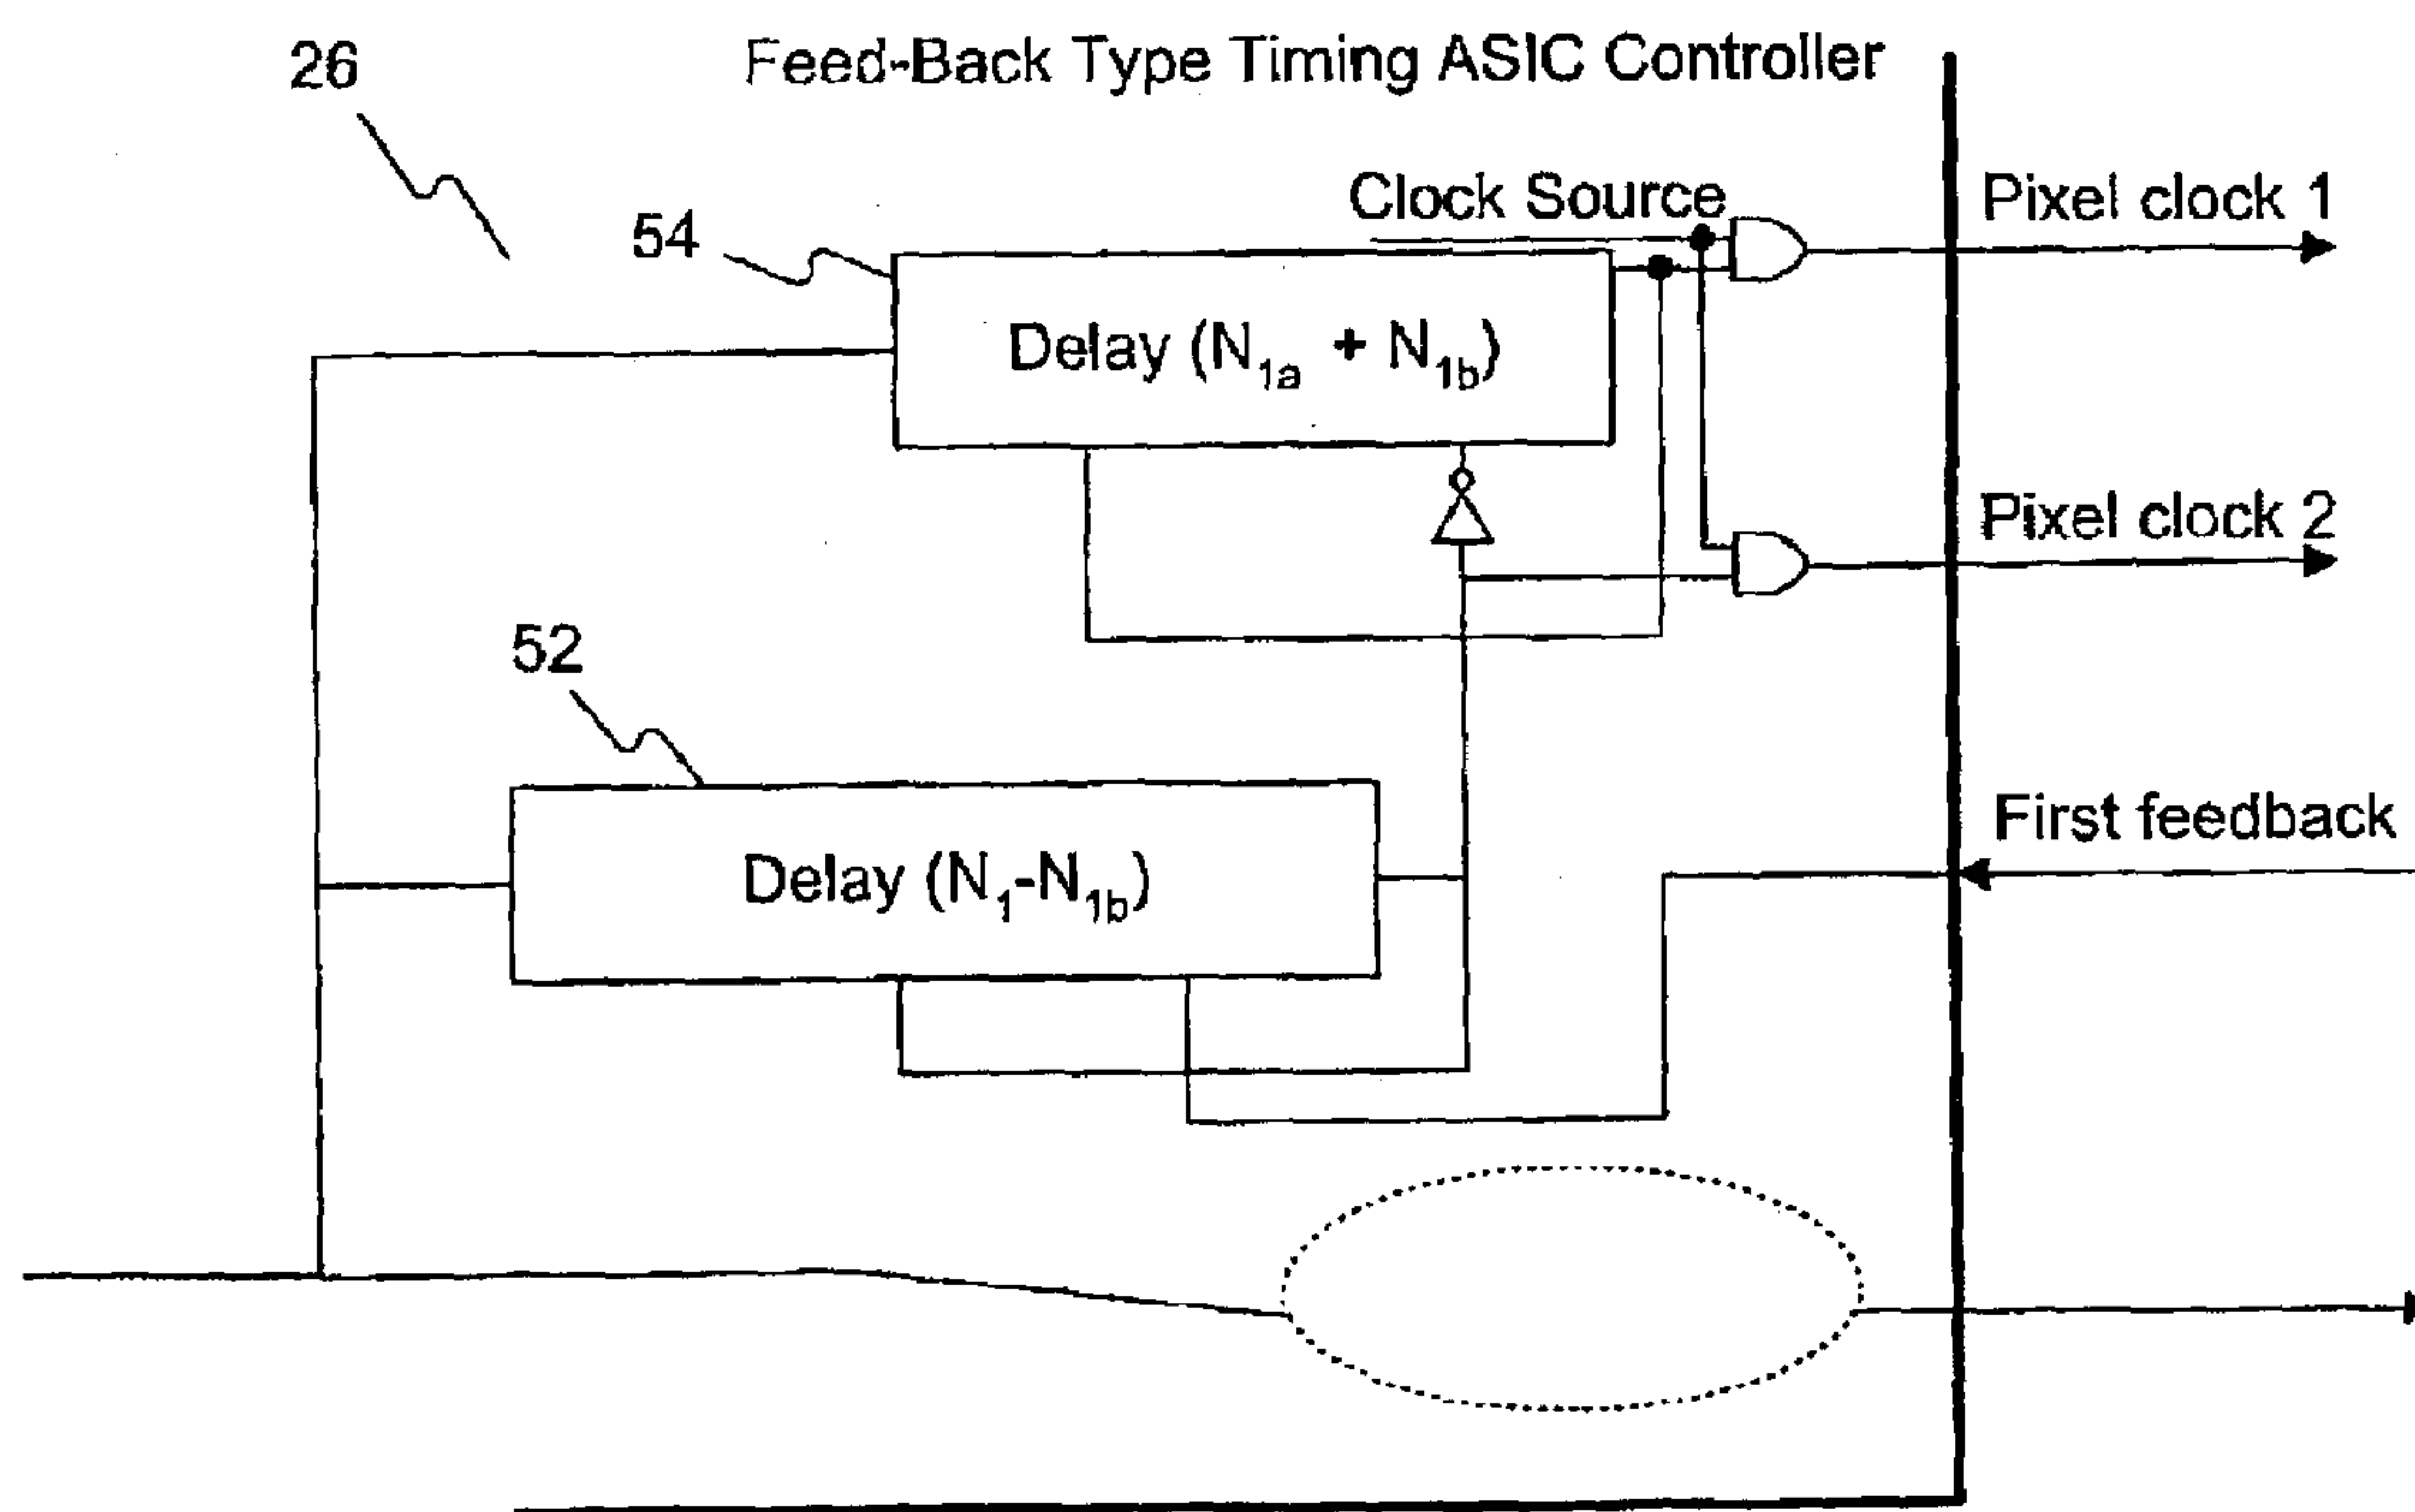 26
Feed-Back Type Timing ASIC Controller
Clock Source
Pixel clock 1
54
Delay (N1a + N1b)
Pixel clock 2
52
First feedback
Delay (N1-N1b)